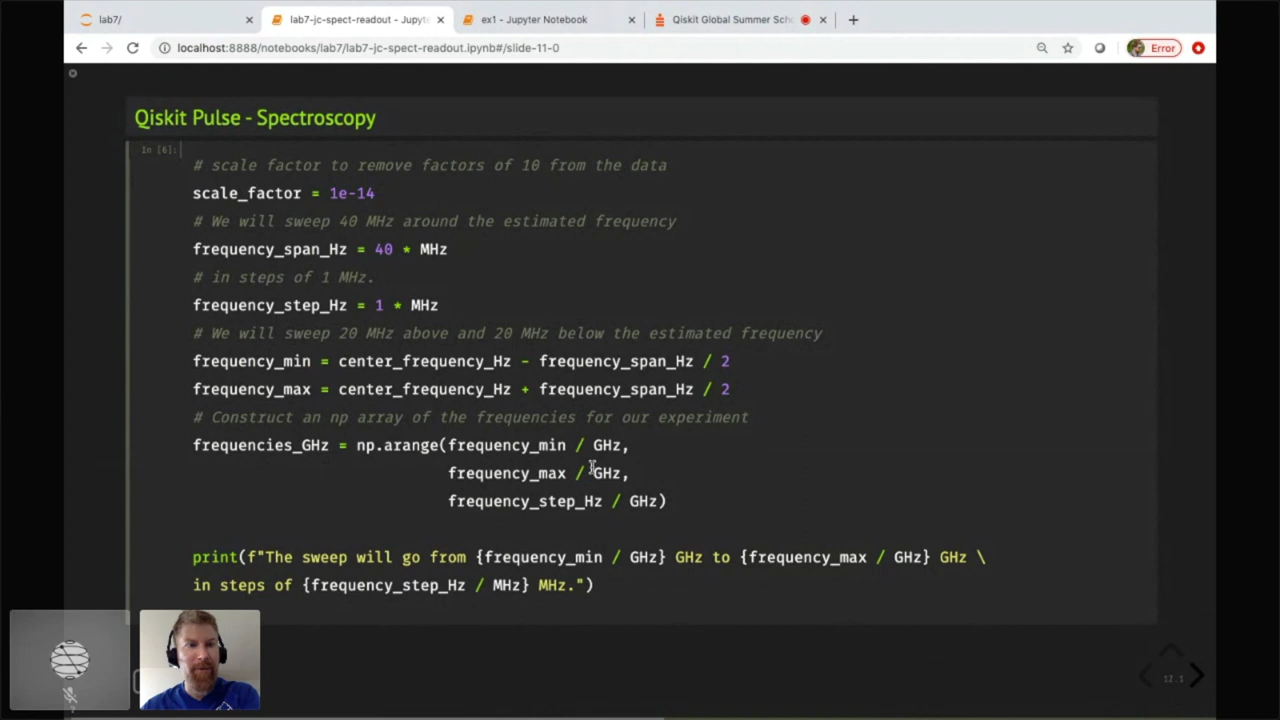 lab7/
lab7-jc-spect-readout - Jupyte
ex1 - Jupyter Notebook
Qiskit Global Summer Scho
localhost:8888/notebooks/lab7/lab7-jc-spect-readout.ipynb#/slide-11-0
Error
Qiskit Pulse - Spectroscopy
In [6]:
# scale factor to remove factors of 10 from the data
scale_factor = 1e-14
# We will sweep 40 MHz around the estimated frequency
frequency_span_Hz = 40 * MHz
# in steps of 1 MHz.
frequency_step_Hz = 1 * MHz
# We will sweep 20 MHz above and 20 MHz below the estimated frequency
frequency_min = center_frequency_Hz - frequency_span_Hz / 2
frequency_max = center_frequency_Hz + frequency_span_Hz / 2
# Construct an np array of the frequencies for our experiment
frequencies_GHz = np.arange(frequency_min / GHz,
frequency_max / GHz,
frequency_step_Hz / GHz)
print(f"The sweep will go from {frequency_min / GHz} GHz to {frequency_max / GHz} GHz \
in steps of {frequency_step_Hz / MHz} MHz.")
12.1